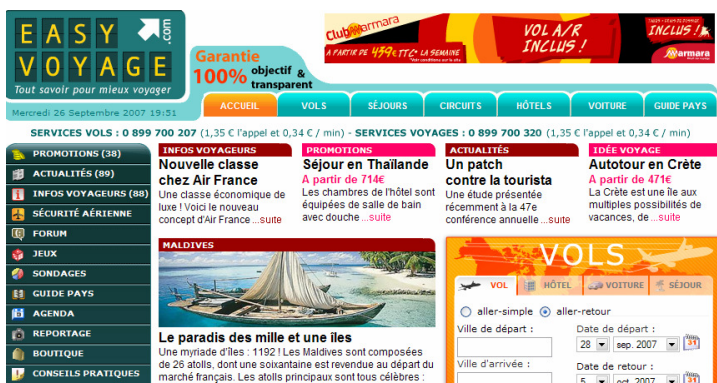 EASY
VOYAGE
.com
Tout savoir pour mieux voyager
Mercredi 26 Septembre 2007 19:51
Garantie
100% objectif &
transparent
Club marmara
A PARTIR DE 459€ TTC* LA SEMAINE
*Voir conditions sur le site
VOL A/R
INCLUS !
INCLUS !
marmara
ACCUEIL
VOLS
SÉJOURS
CIRCUITS
HÔTELS
VOITURE
GUIDE PAYS
SERVICES VOLS : 0 899 700 207 (1,35 € l'appel et 0,34 € / min) - SERVICES VOYAGES : 0 899 700 320 (1,35 € l'appel et 0,34 € / min)
PROMOTIONS (38)
ACTUALITÉS (89)
INFOS VOYAGEURS (88)
SÉCURITÉ AÉRIENNE
FORUM
JEUX
SONDAGES
GUIDE PAYS
AGENDA
REPORTAGE
BOUTIQUE
CONSEILS PRATIQUES
INFOS VOYAGEURS
Nouvelle classe
chez Air France
Une classe économique de
luxe ! Voici le nouveau
concept d'Air France ...suite
PROMOTIONS
Séjour en Thaïlande
A partir de 714€
Les chambres de l'hôtel sont
équipées de salle de bain
avec douche ...suite
ACTUALITÉS
Un patch
contre la tourista
Une étude présentée
récemment à la 47e
conférence annuelle ...suite
IDÉE VOYAGE
Autotour en Crète
A partir de 471€
La Crète est une île aux
multiples possibilités de
vacances, de ...suite
MALDIVES
Le paradis des mille et une îles
Une myriade d'îles : 1192 ! Les Maldives sont composées
de 26 atolls, dont une soixantaine est revendue au départ du
marché français. Les atolls principaux sont tous célèbres :
VOLS
VOL
HÔTEL
VOITURE
SÉJOUR
aller-simple
aller-retour
Ville de départ :
Date de départ :
28
sep. 2007
31
Ville d'arrivée :
Date de retour :
5
oct. 2007
31